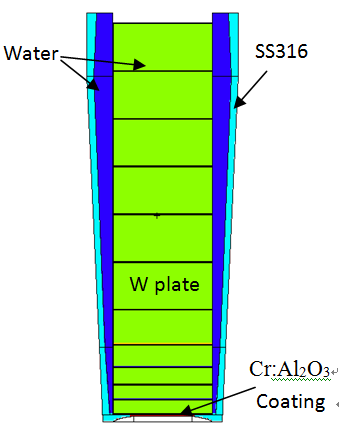 Water
SS316
W plate
Cr:Al2O3
Coating